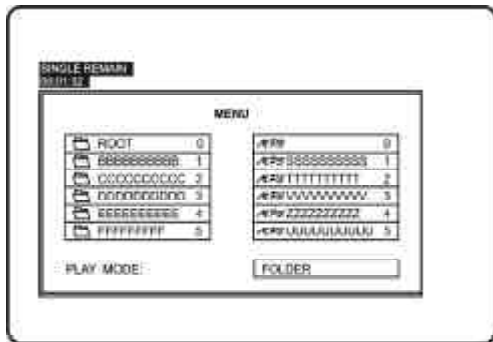 SINGLE REMAIN
00:01:52
MENU
ROOT 0
BBBBBBBBBB 1
CCCCCCCCCC 2
DDDDDDDDDD 3
EEEEEEEEEE 4
FFFFFFFFF 5
0
SSSSSSSSSS 1
TTTTTTTTTT 2
VVVVVVVVVV 3
ZZZZZZZZZZ 4
UUUUUUUUUU 5
PLAY MODE:
FOLDER